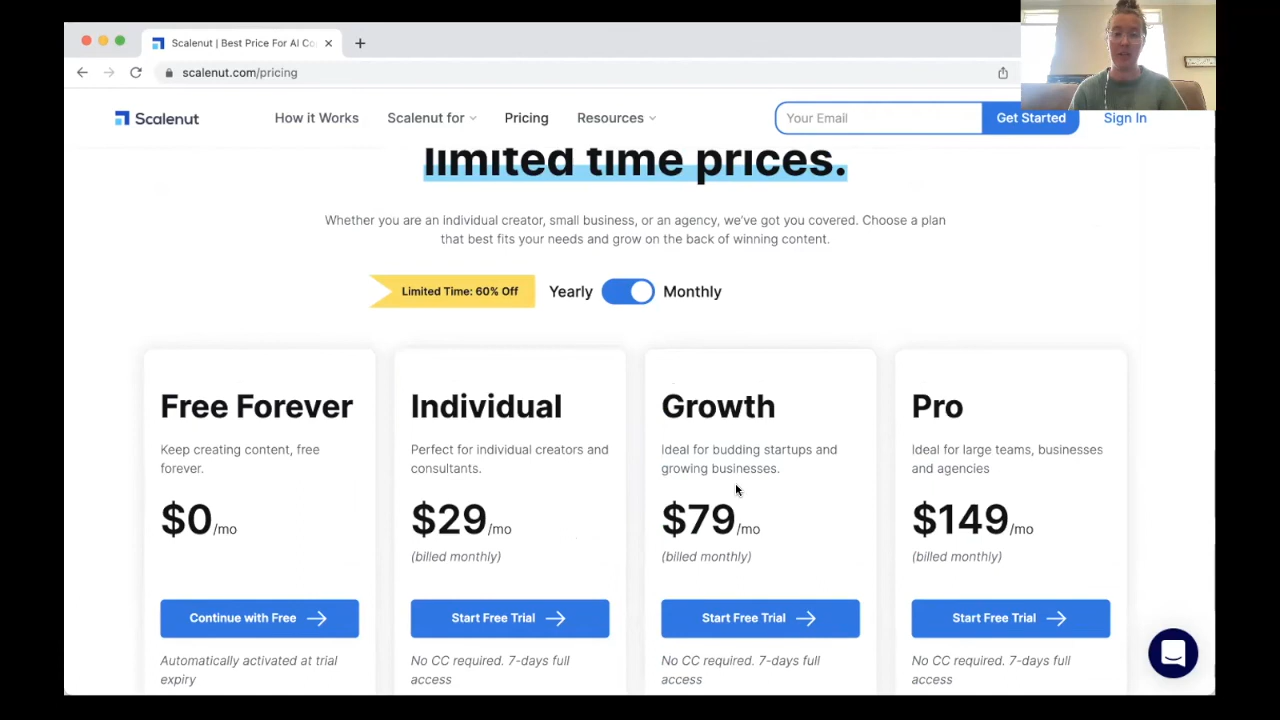 Scalenut | Best Price For AI Co
scalenut.com/pricing
Scalenut
How it Works
Scalenut for
Pricing
Resources
Your Email
Get Started
Sign In
limited time prices.
Whether you are an individual creator, small business, or an agency, we've got you covered. Choose a plan
that best fits your needs and grow on the back of winning content.
Limited Time: 60% Off
Yearly
Monthly
Free Forever
Keep creating content, free
forever.
$0/mo
Continue with Free
Automatically activated at trial
expiry
Individual
Perfect for individual creators and
consultants.
$29/mo
(billed monthly)
Start Free Trial
No CC required. 7-days full
access
Growth
Ideal for budding startups and
growing businesses.
$79/mo
(billed monthly)
Start Free Trial
No CC required. 7-days full
access
Pro
Ideal for large teams, businesses
and agencies
$149/mo
(billed monthly)
Start Free Trial
No CC required. 7-days full
access